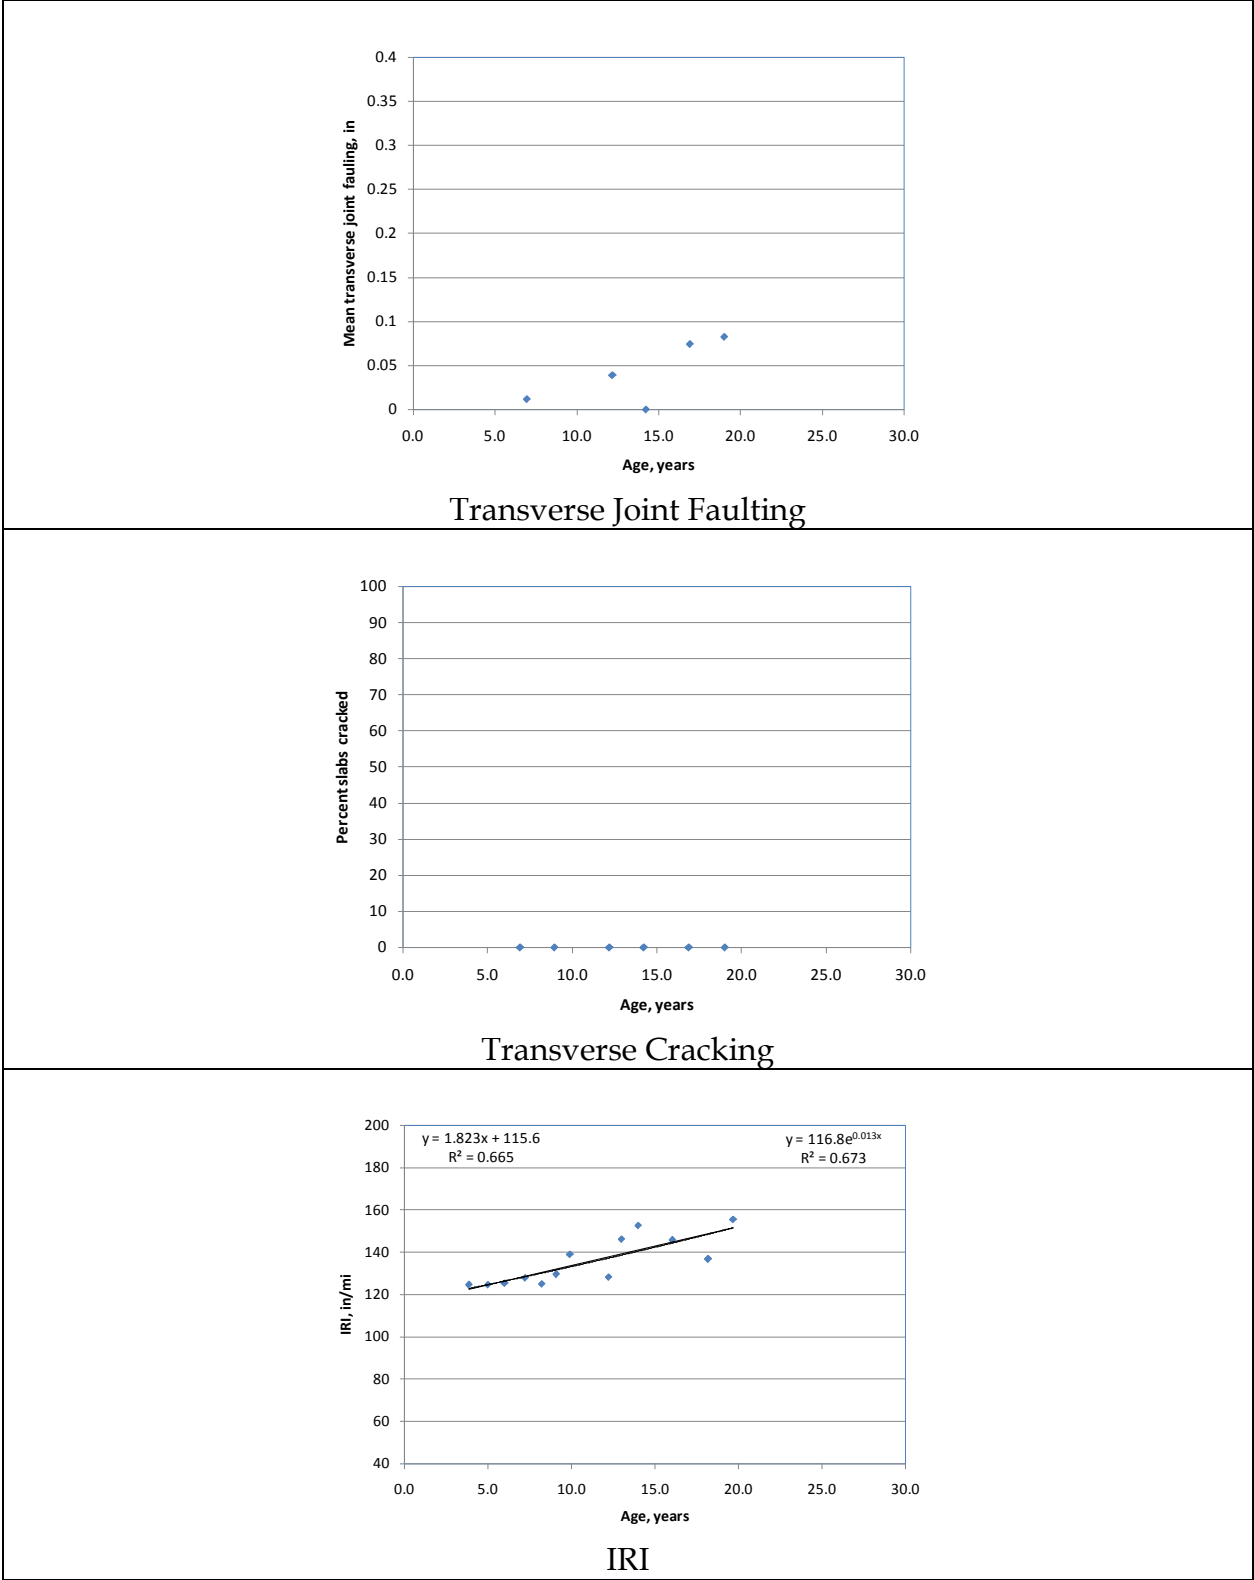 0.4
0.35
0.3
0.25
0.2
0.15
0.1
0.05
0
Mean transverse joint fauling, in
0.0 5.0 10.0 15.0 20.0 25.0 30.0
Age, years
Transverse Joint Faulting
100
90
80
70
60
50
40
30
20
10
0
Percent slabs cracked
0.0 5.0 10.0 15.0 20.0 25.0 30.0
Age, years
Transverse Cracking
y = 1.823x + 115.6
R² = 0.665
y = 116.8e^0.013x
R² = 0.673
200
180
160
140
120
100
80
60
40
IRI, in/mi
0.0 5.0 10.0 15.0 20.0 25.0 30.0
Age, years
IRI